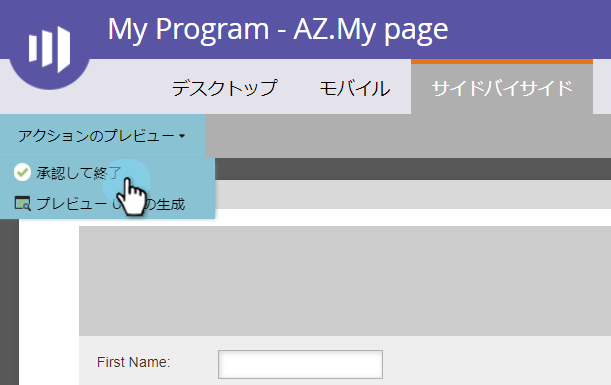 My Program - AZ.My page
デスクトップ モバイル サイドバイサイド
アクションのプレビュー
承認して終了
プレビュー の生成
First Name: